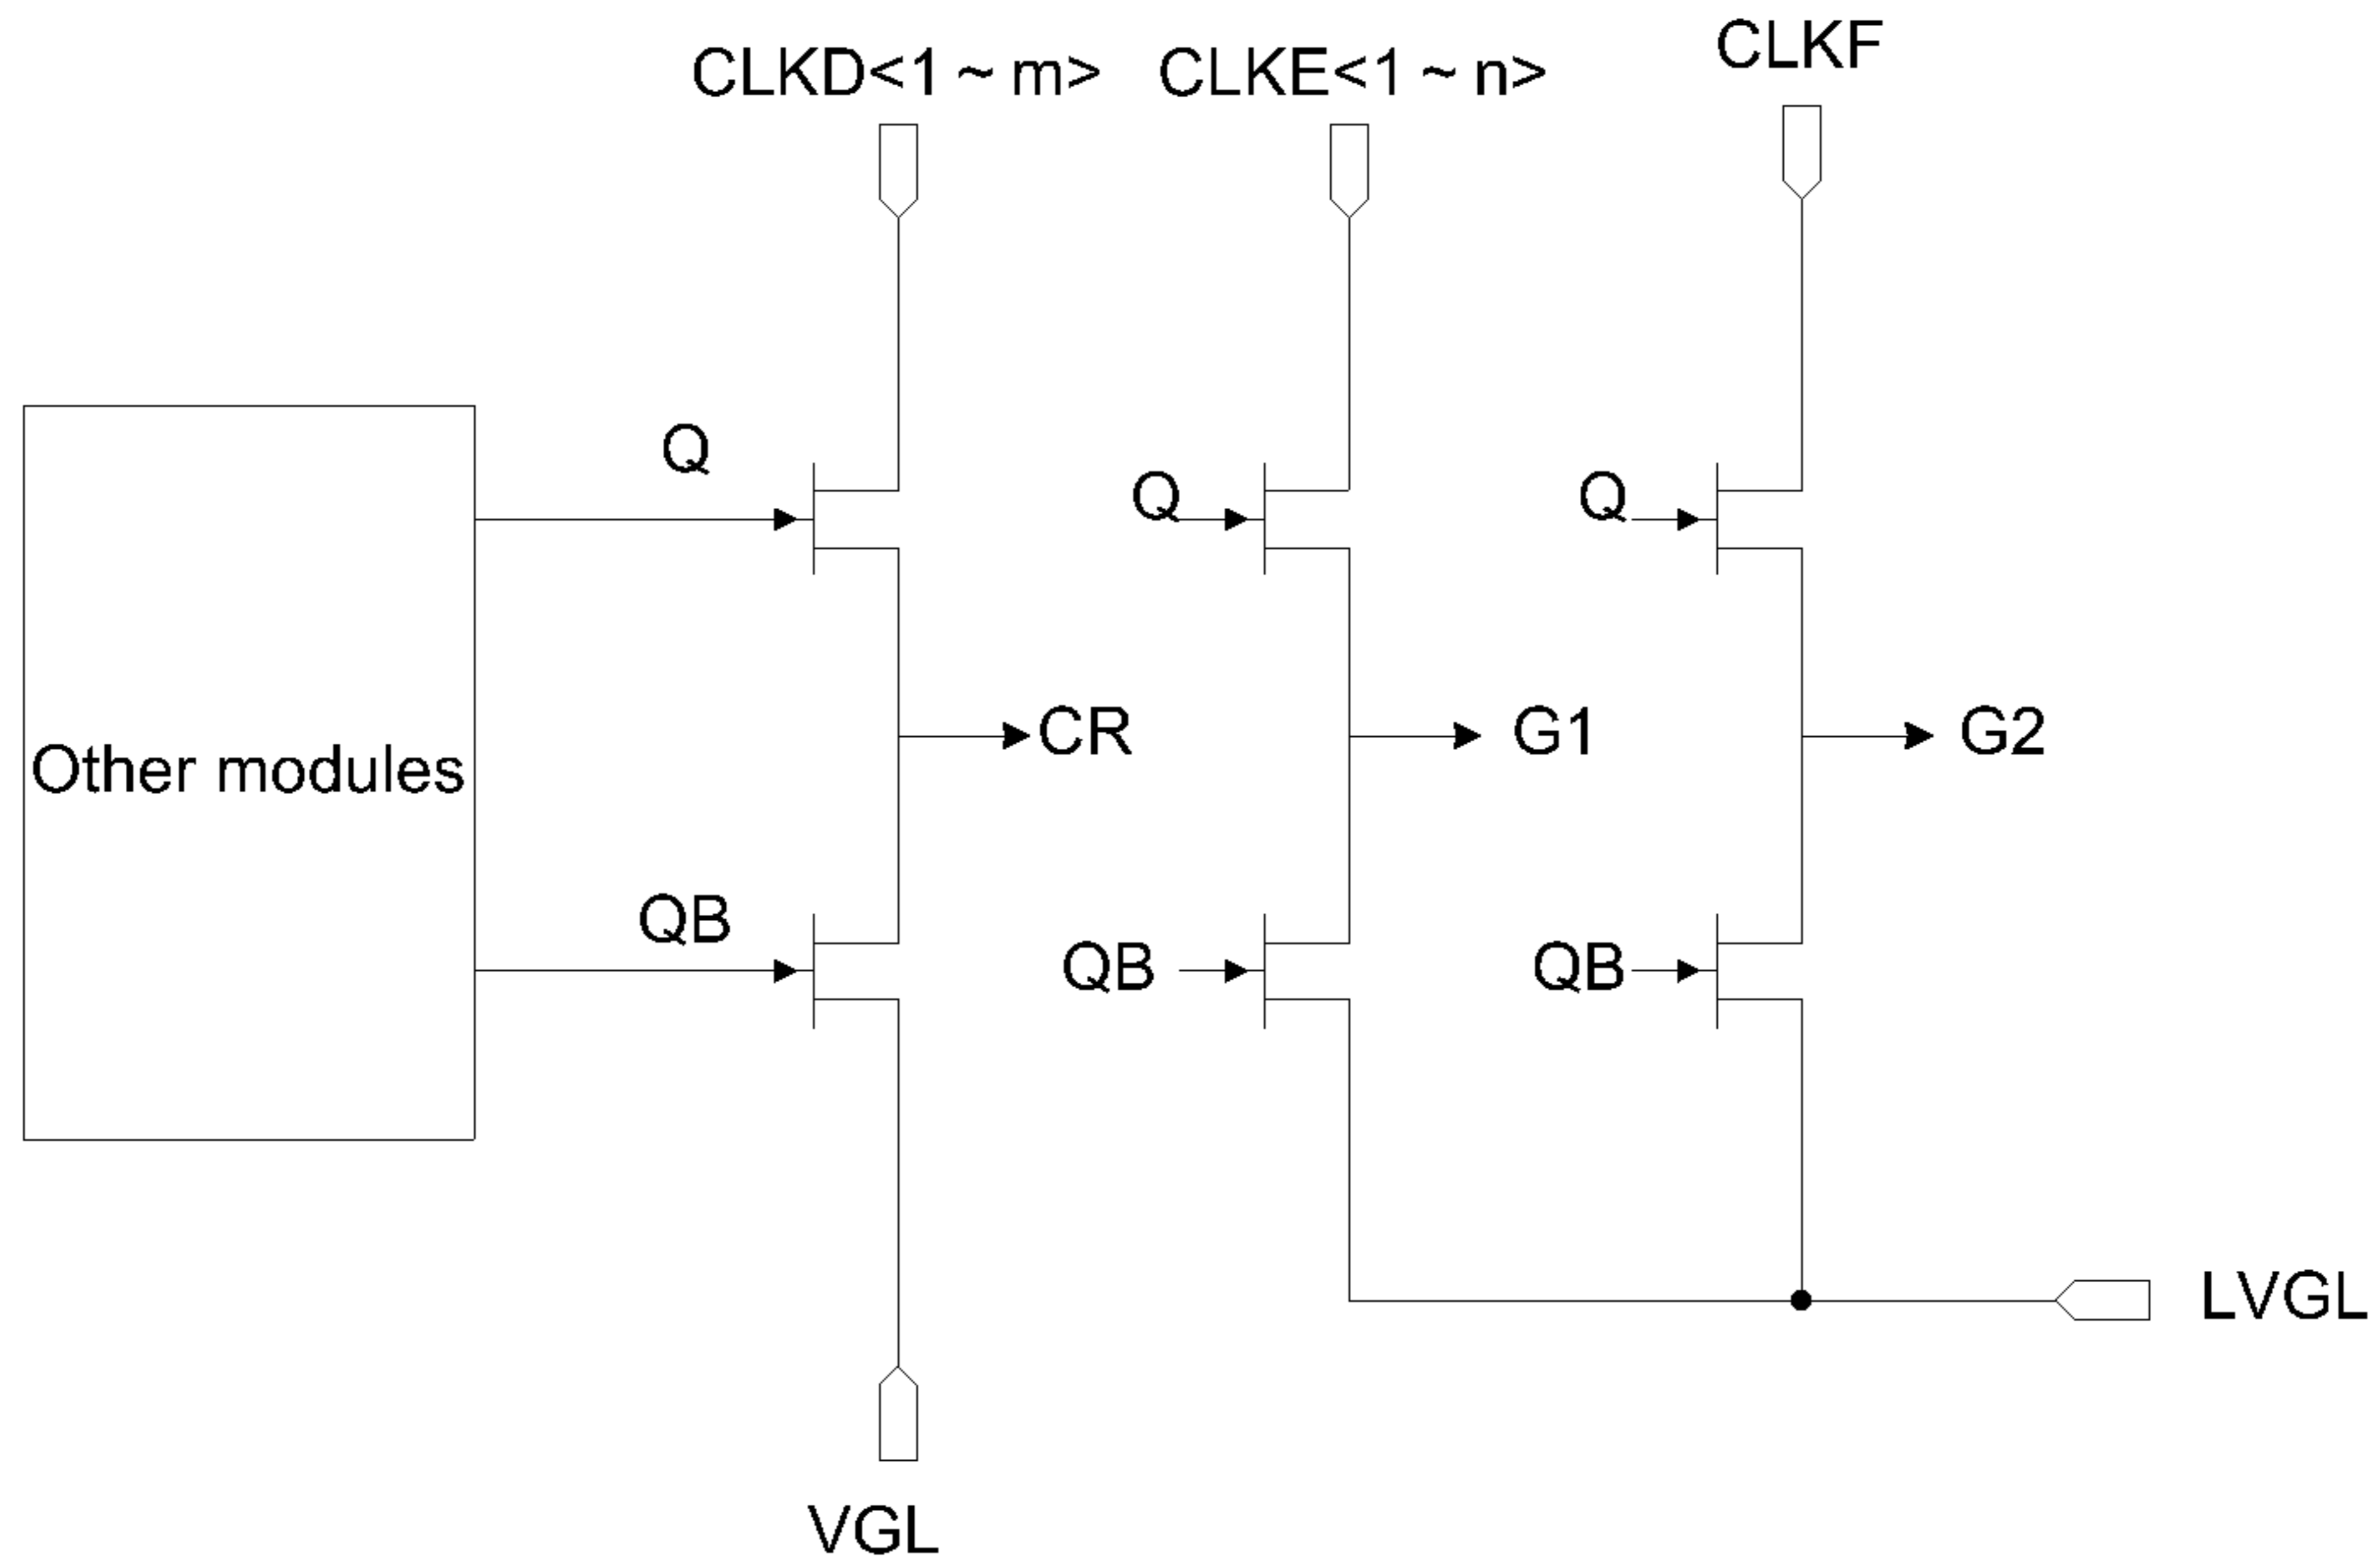 CLKD<1 ~ m>
CLKE<1 ~ n>
CLKF
Q
Q
Q
CR
G1
G2
Other modules
QB
QB
QB
LVGL
VGL